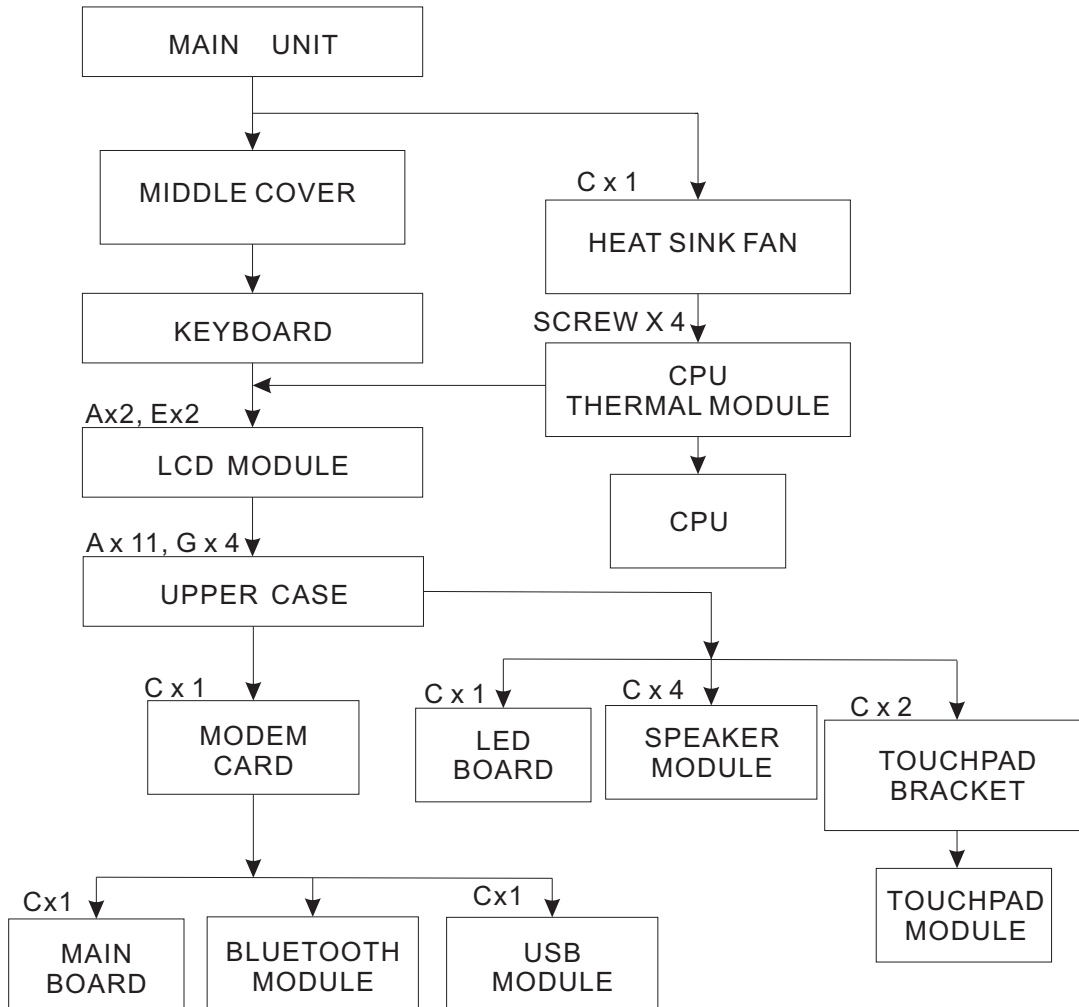 MAIN UNIT
MIDDLE COVER
C x 1
HEAT SINK FAN
KEYBOARD
SCREW X 4
CPU
THERMAL MODULE
Ax2, Ex2
LCD MODULE
CPU
A x 11, G x 4
UPPER CASE
C x 1
MODEM
CARD
C x 1
LED
BOARD
C x 4
SPEAKER
MODULE
C x 2
TOUCHPAD
BRACKET
TOUCHPAD
MODULE
Cx1
MAIN
BOARD
BLUETOOTH
MODULE
Cx1
USB
MODULE